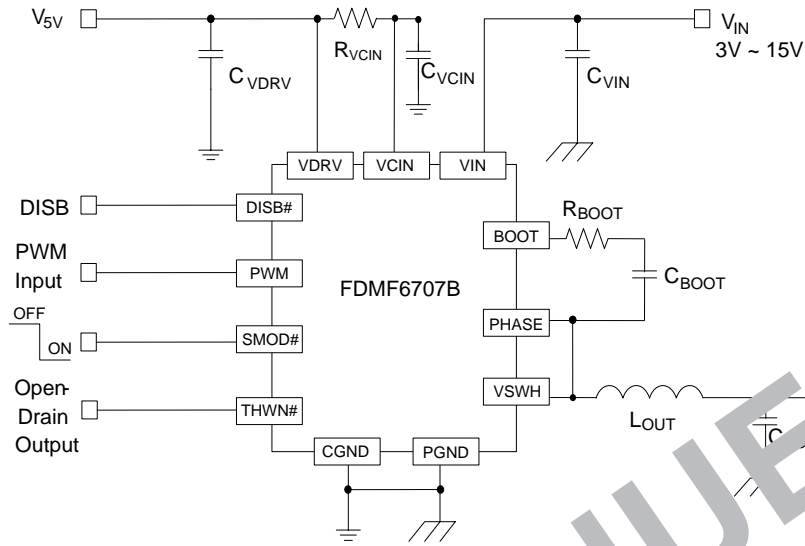 V5V
RVCIN
CVDRV
CVCIN
CVIN
VIN
3V ~ 15V
VDRV
VCIN
VIN
DISB
DISB#
PWM
Input
PWM
OFF
ON
SMOD#
Open-
Drain
Output
THWN#
FDMF6707B
BOOT
RBOOT
CBOOT
PHASE
VSWH
LOUT
CGND
PGND